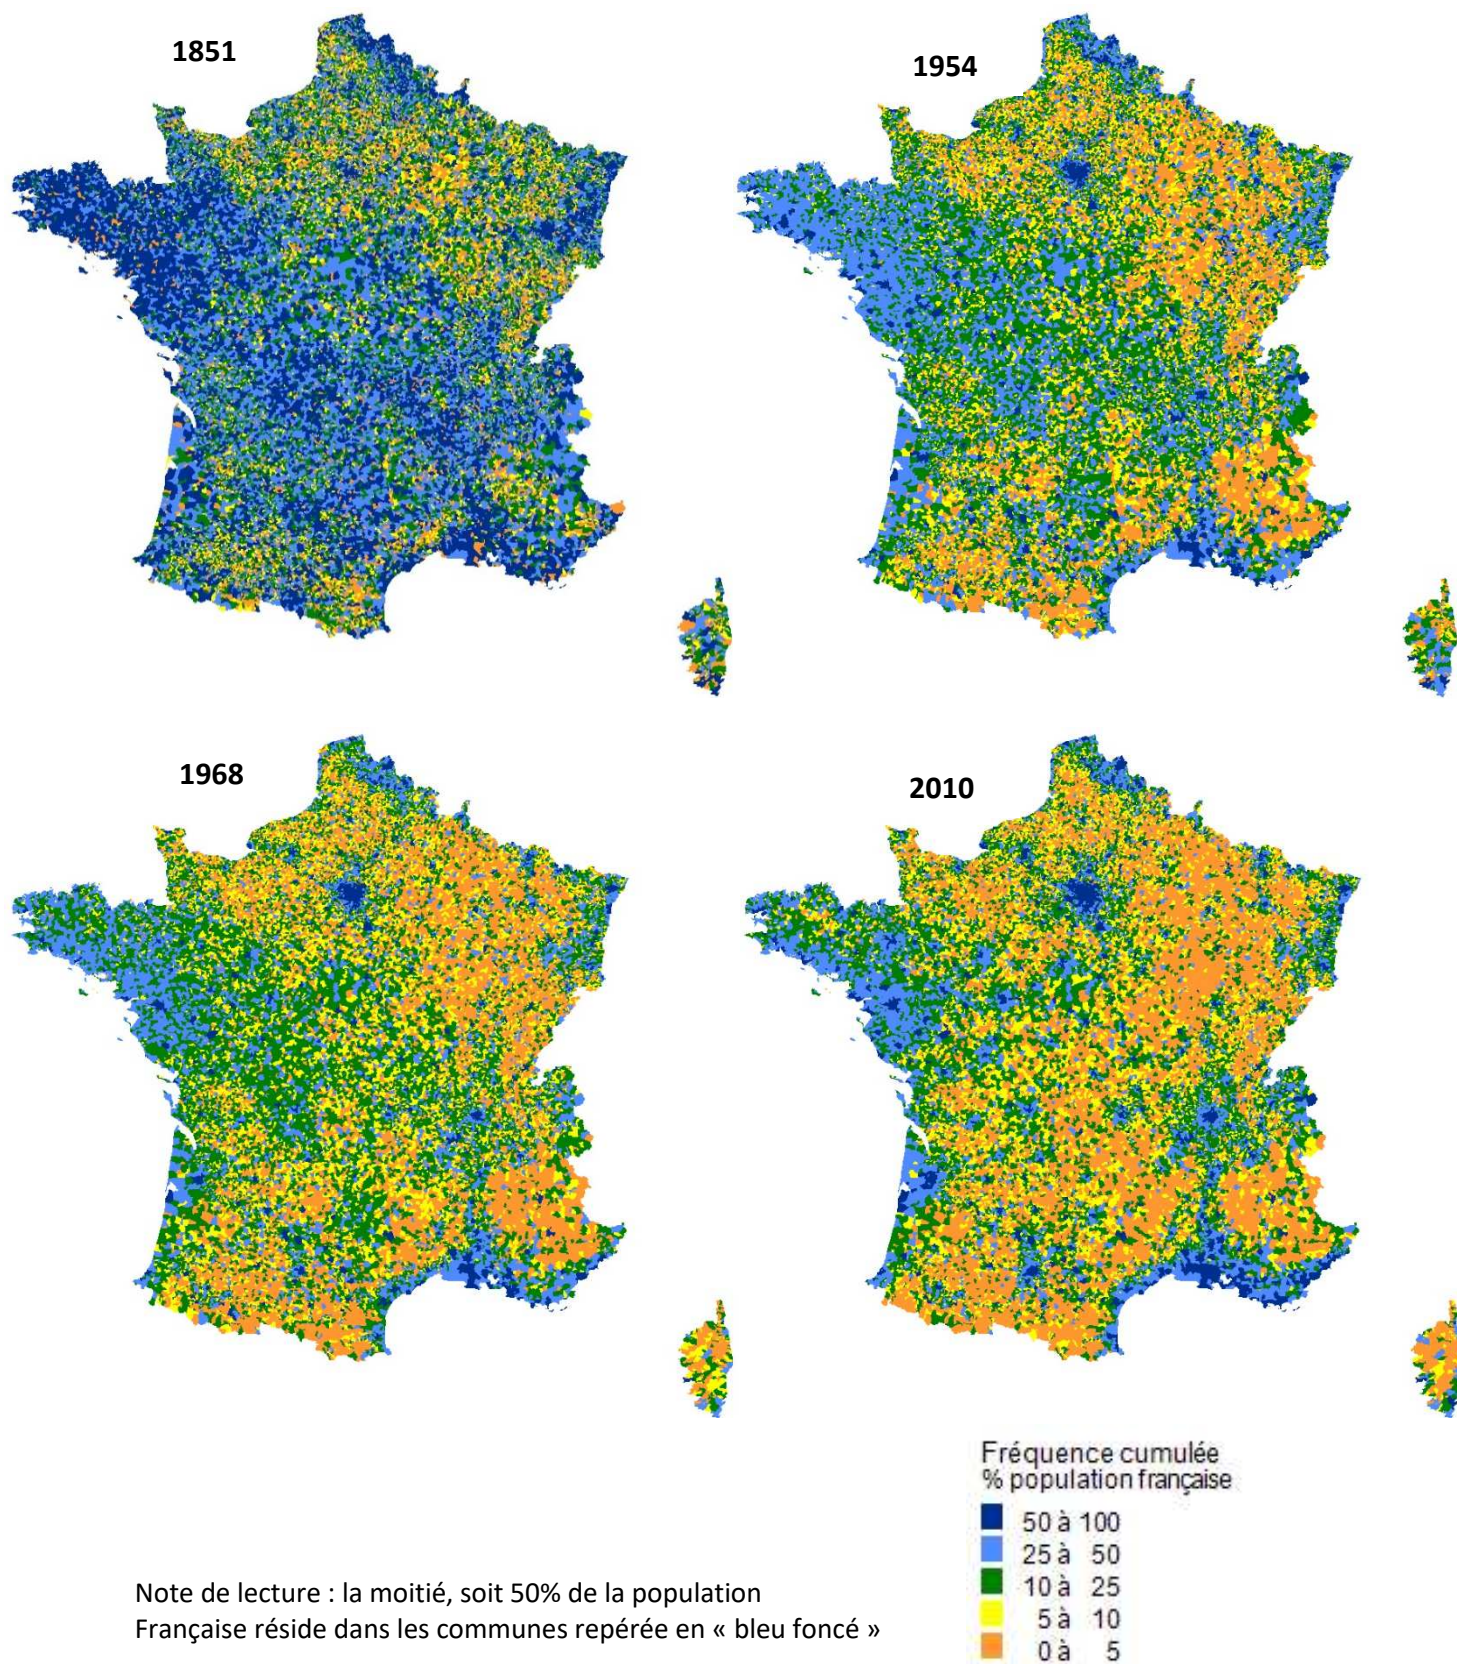 1851
1954
1968
2010
Fréquence cumulée
% population française
50 à 100
25 à 50
10 à 25
5 à 10
0 à 5
Note de lecture : la moitié, soit 50% de la population
Française réside dans les communes repérée en « bleu foncé »